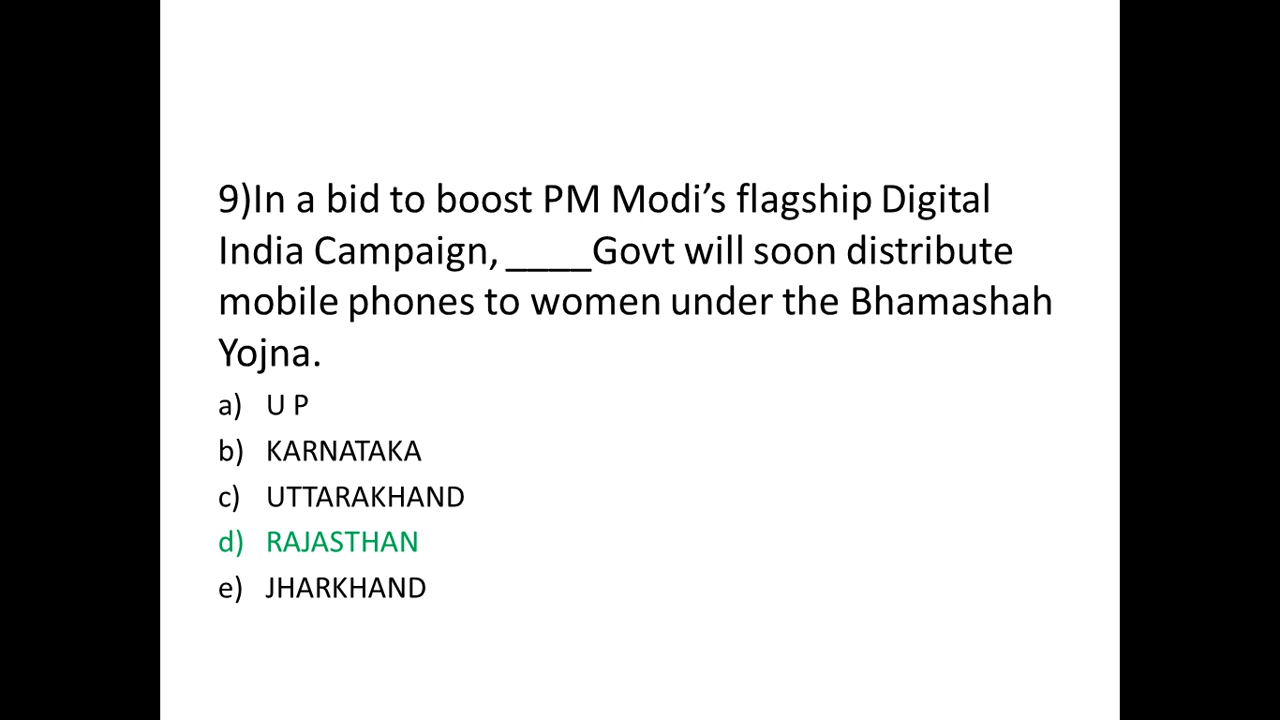 9)In a bid to boost PM Modi’s flagship Digital
India Campaign, ____Govt will soon distribute
mobile phones to women under the Bhamashah
Yojna.
a) U P
b) KARNATAKA
c) UTTARAKHAND
d) RAJASTHAN
e) JHARKHAND